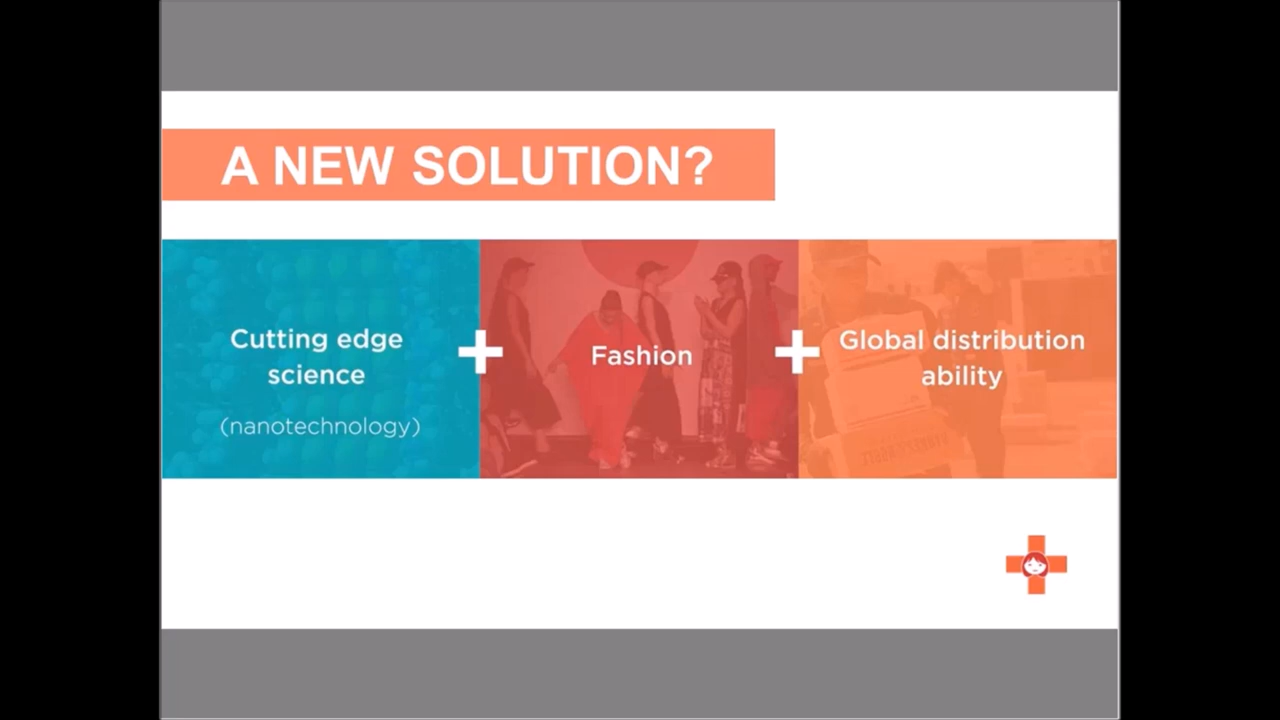 A NEW SOLUTION?
Cutting edge
science
(nanotechnology)
+
Fashion
+
Global distribution
ability